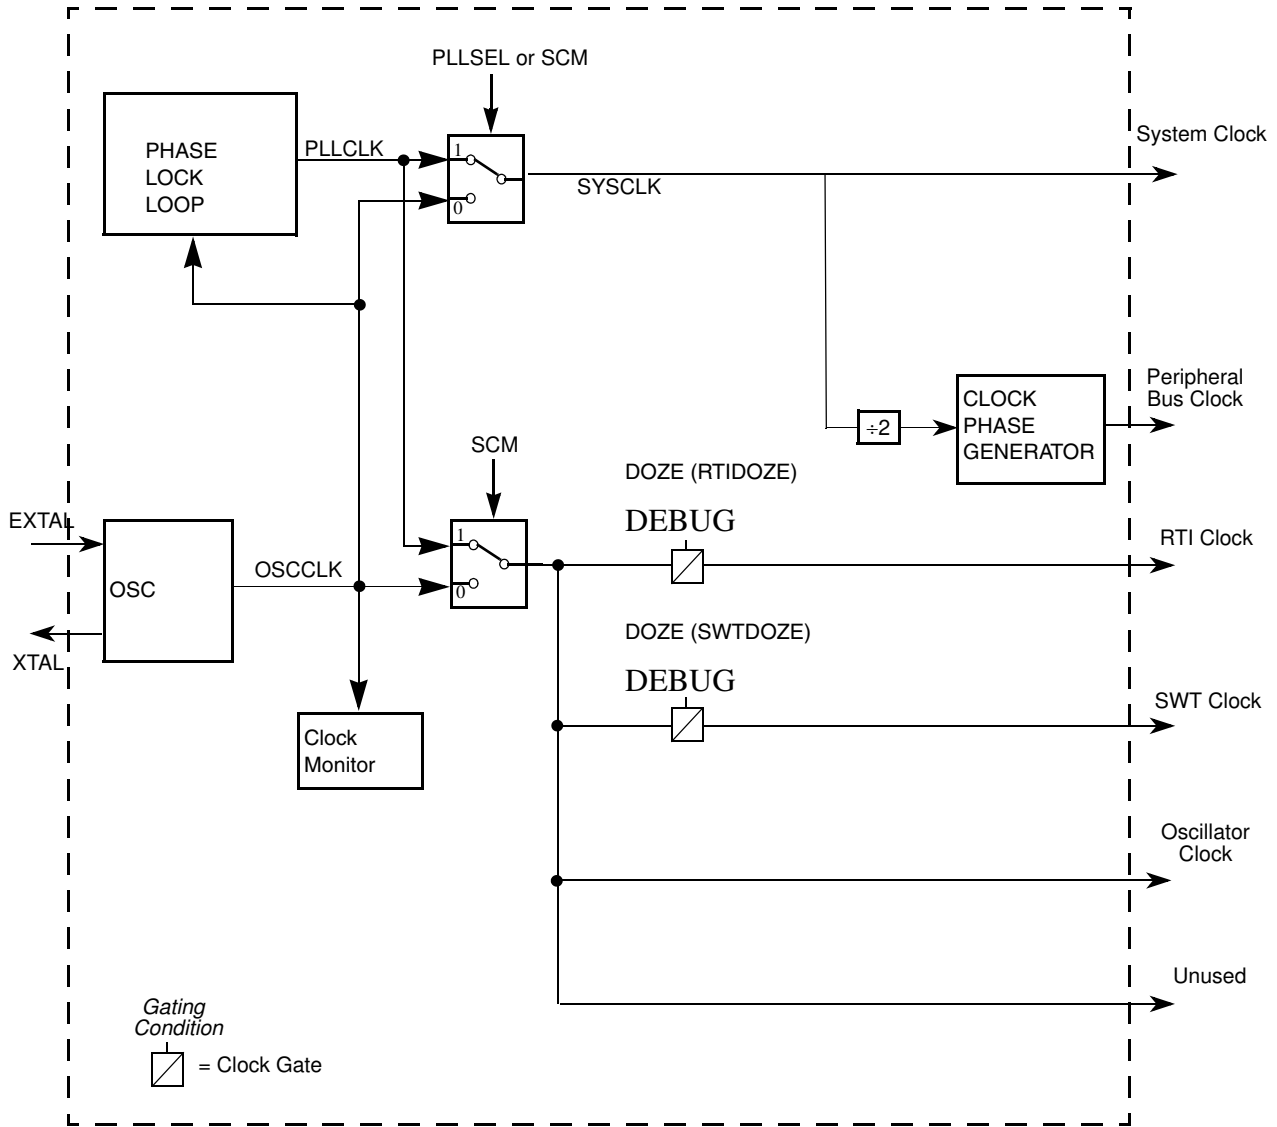 PLLSEL or SCM
System Clock
PHASE
LOCK
LOOP
PLLCLK
1
0
SYSCLK
Peripheral
Bus Clock
CLOCK
PHASE
GENERATOR
÷2
SCM
DOZE (RTIDOZE)
DEBUG
EXTAL
RTI Clock
OSC
OSCCLK
1
0
XTAL
DOZE (SWTDOZE)
DEBUG
SWT Clock
Clock
Monitor
Oscillator
Clock
Unused
Gating
Condition
= Clock Gate